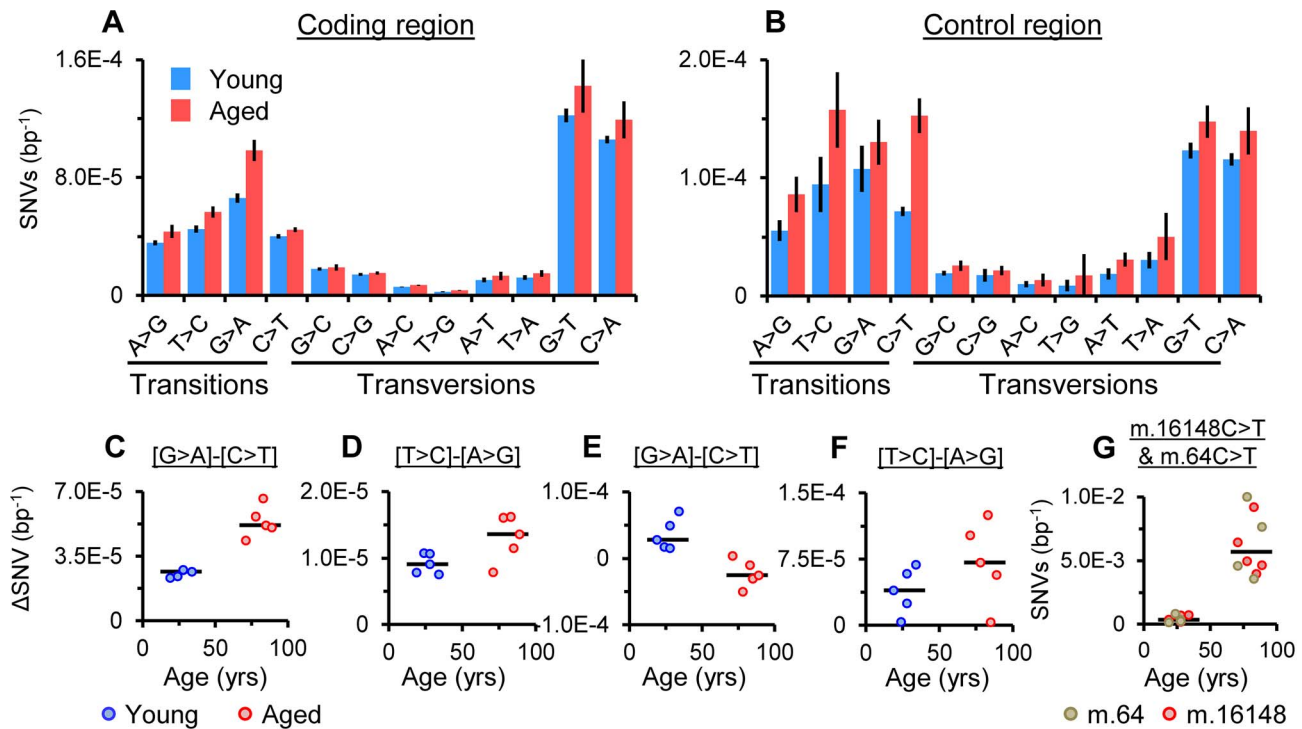 A Coding region
B Control region
SNVs (bp⁻¹)
1.6E-4
8.0E-5
0
Young
Aged
A>G T>C G>A C>T G>C C>G A>C T>G A>T T>A G>T C>A
Transitions Transversions
2.0E-4
1.0E-4
0
A>G T>C G>A C>T G>C C>G A>C T>G A>T T>A G>T C>A
Transitions Transversions
C [G>A]-[C>T]
ΔSNV (bp⁻¹)
7.0E-5
3.5E-5
0
0 50 100
Age (yrs)
D [T>C]-[A>G]
2.0E-5
1.0E-5
0
0 50 100
Age (yrs)
E [G>A]-[C>T]
1.0E-4
0
1.0E-4
0 50 100
Age (yrs)
F [T>C]-[A>G]
1.5E-4
7.5E-5
0
0 50 100
Age (yrs)
G m.16148C>T
& m.64C>T
SNVs (bp⁻¹)
1.0E-2
5.0E-3
0
0 50 100
Age (yrs)
Young Aged
m.64 m.16148